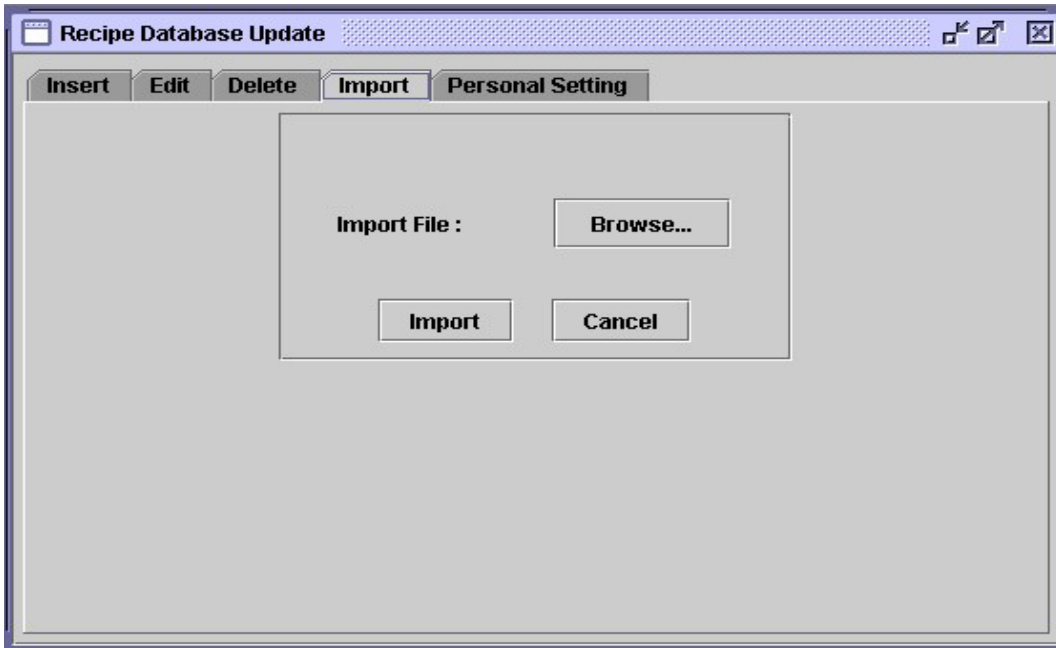 Recipe Database Update
Insert Edit Delete Import Personal Setting
Import File : Browse...
Import Cancel